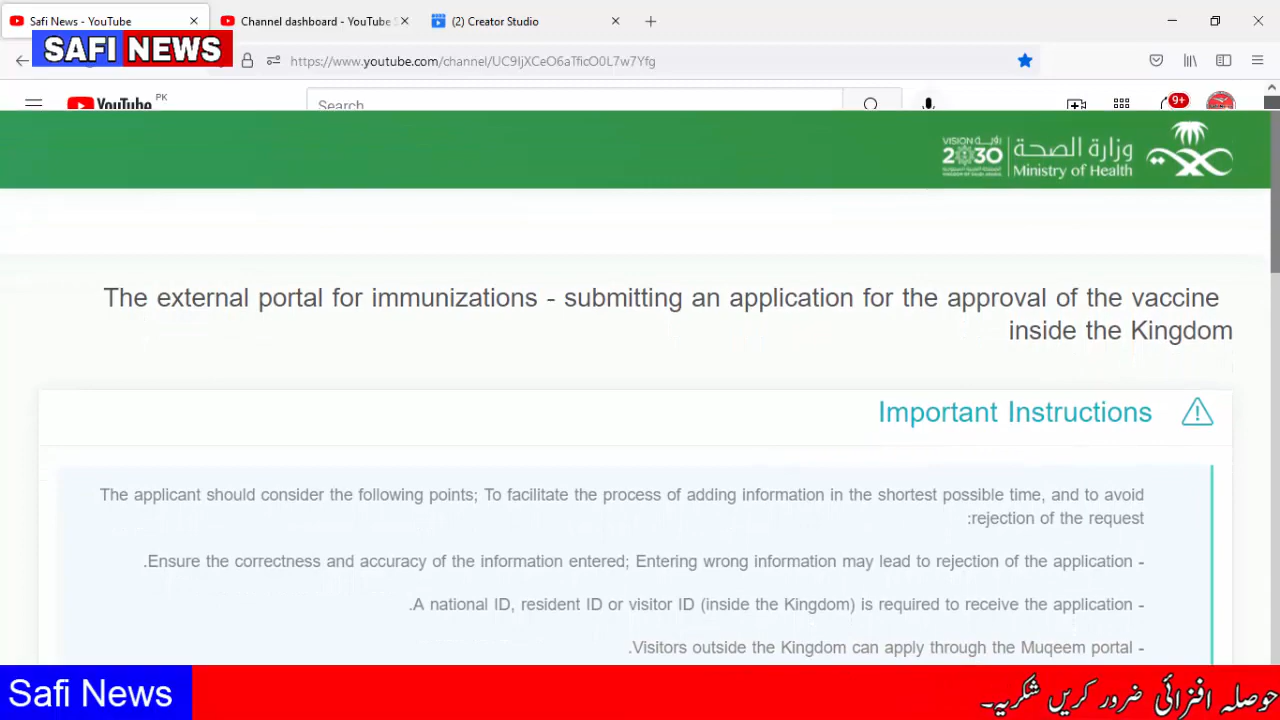 Safi News - YouTube
Channel dashboard - YouTube S
(2) Creator Studio
SAFI NEWS
https://www.youtube.com/channel/UC9IjXCeO6aTficO0L7w7Yfg
YouTube PK
Search
9+
VISION رؤيـة
2030
وزارة الصحة
Ministry of Health
The external portal for immunizations - submitting an application for the approval of the vaccine
inside the Kingdom
Important Instructions
The applicant should consider the following points; To facilitate the process of adding information in the shortest possible time, and to avoid
:rejection of the request
.Ensure the correctness and accuracy of the information entered; Entering wrong information may lead to rejection of the application -
.A national ID, resident ID or visitor ID (inside the Kingdom) is required to receive the application -
.Visitors outside the Kingdom can apply through the Muqeem portal -
Safi News
حوصلہ افزائی ضرور کریں شکریہ۔